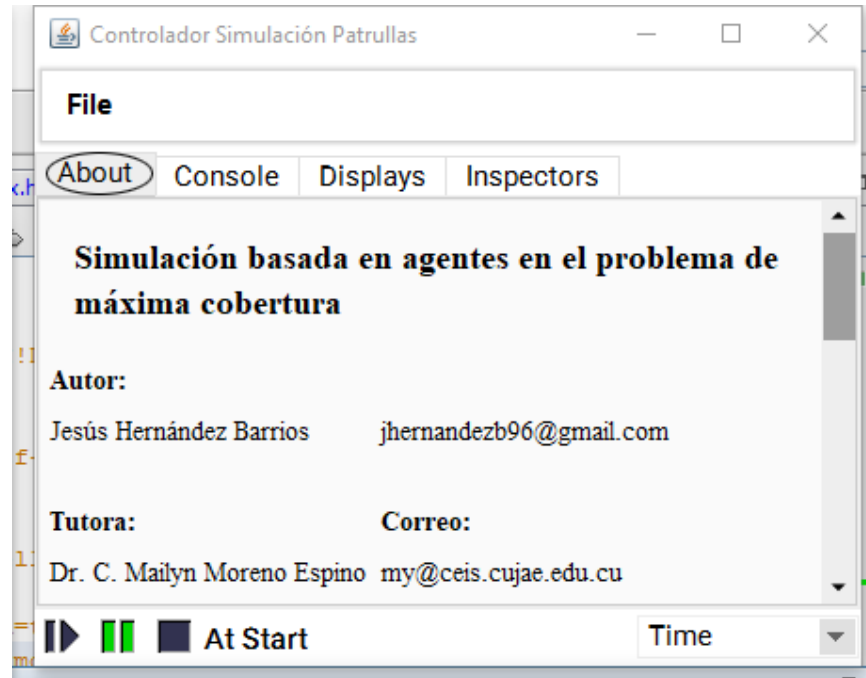 Controlador Simulación Patrullas
File
About Console Displays Inspectors
Simulación basada en agentes en el problema de
máxima cobertura
Autor:
Jesús Hernández Barrios jhernandezb96@gmail.com
Tutora: Correo:
Dr. C. Mailyn Moreno Espino my@ceis.cujae.edu.cu
At Start Time